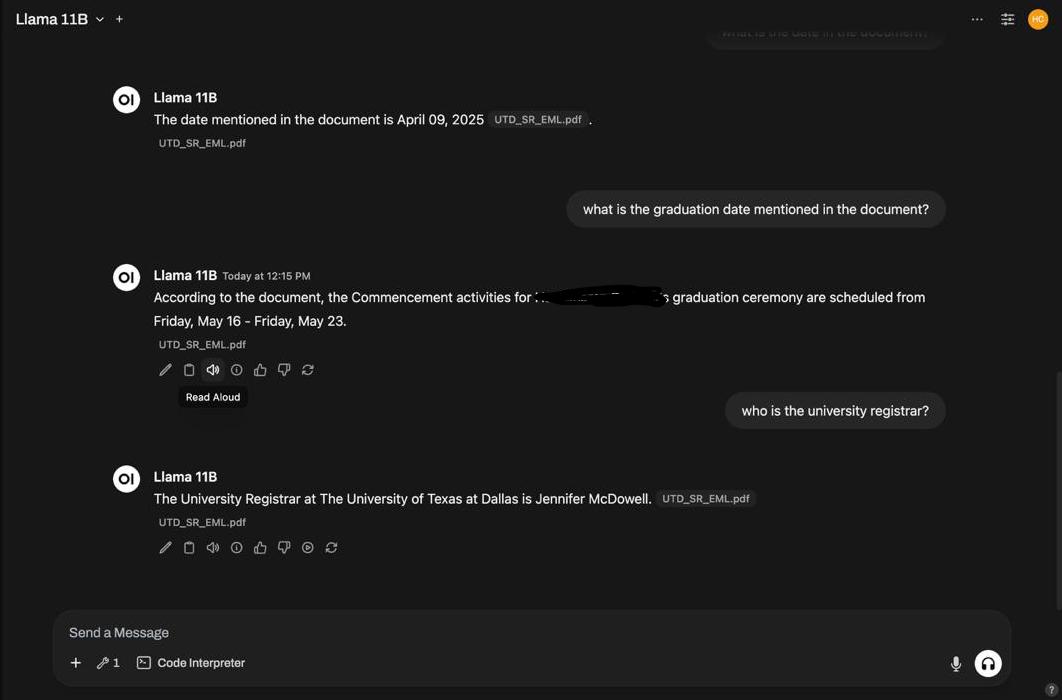 Llama 11B
HC
what is the date in the document?
OI
Llama 11B
The date mentioned in the document is April 09, 2025 UTD_SR_EML.pdf .
UTD_SR_EML.pdf
what is the graduation date mentioned in the document?
OI
Llama 11B Today at 12:15 PM
According to the document, the Commencement activities for s graduation ceremony are scheduled from
Friday, May 16 - Friday, May 23.
UTD_SR_EML.pdf
Read Aloud
who is the university registrar?
OI
Llama 11B
The University Registrar at The University of Texas at Dallas is Jennifer McDowell. UTD_SR_EML.pdf
UTD_SR_EML.pdf
Send a Message
+ 1 Code Interpreter
?